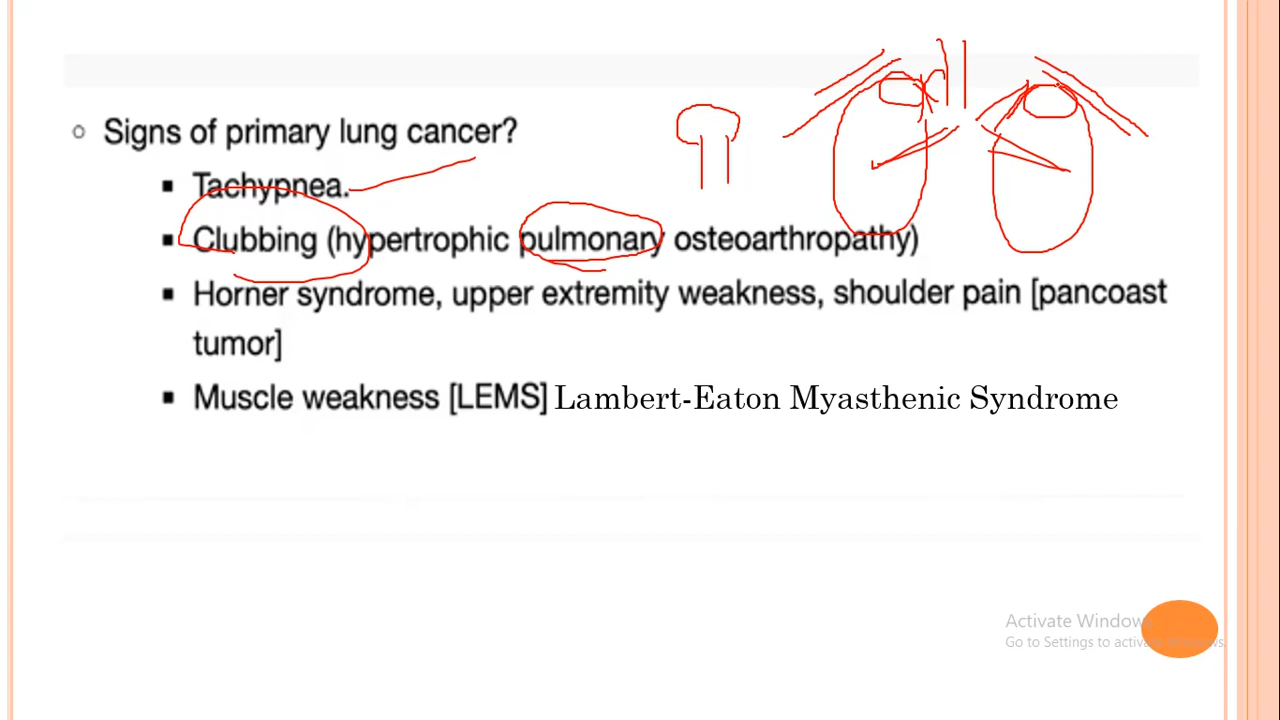 Signs of primary lung cancer?
Tachypnea.
Clubbing (hypertrophic pulmonary osteoarthropathy)
Horner syndrome, upper extremity weakness, shoulder pain [pancoast
tumor]
Muscle weakness [LEMS] Lambert-Eaton Myasthenic Syndrome
Activate Windows
Go to Settings to activate Windows.